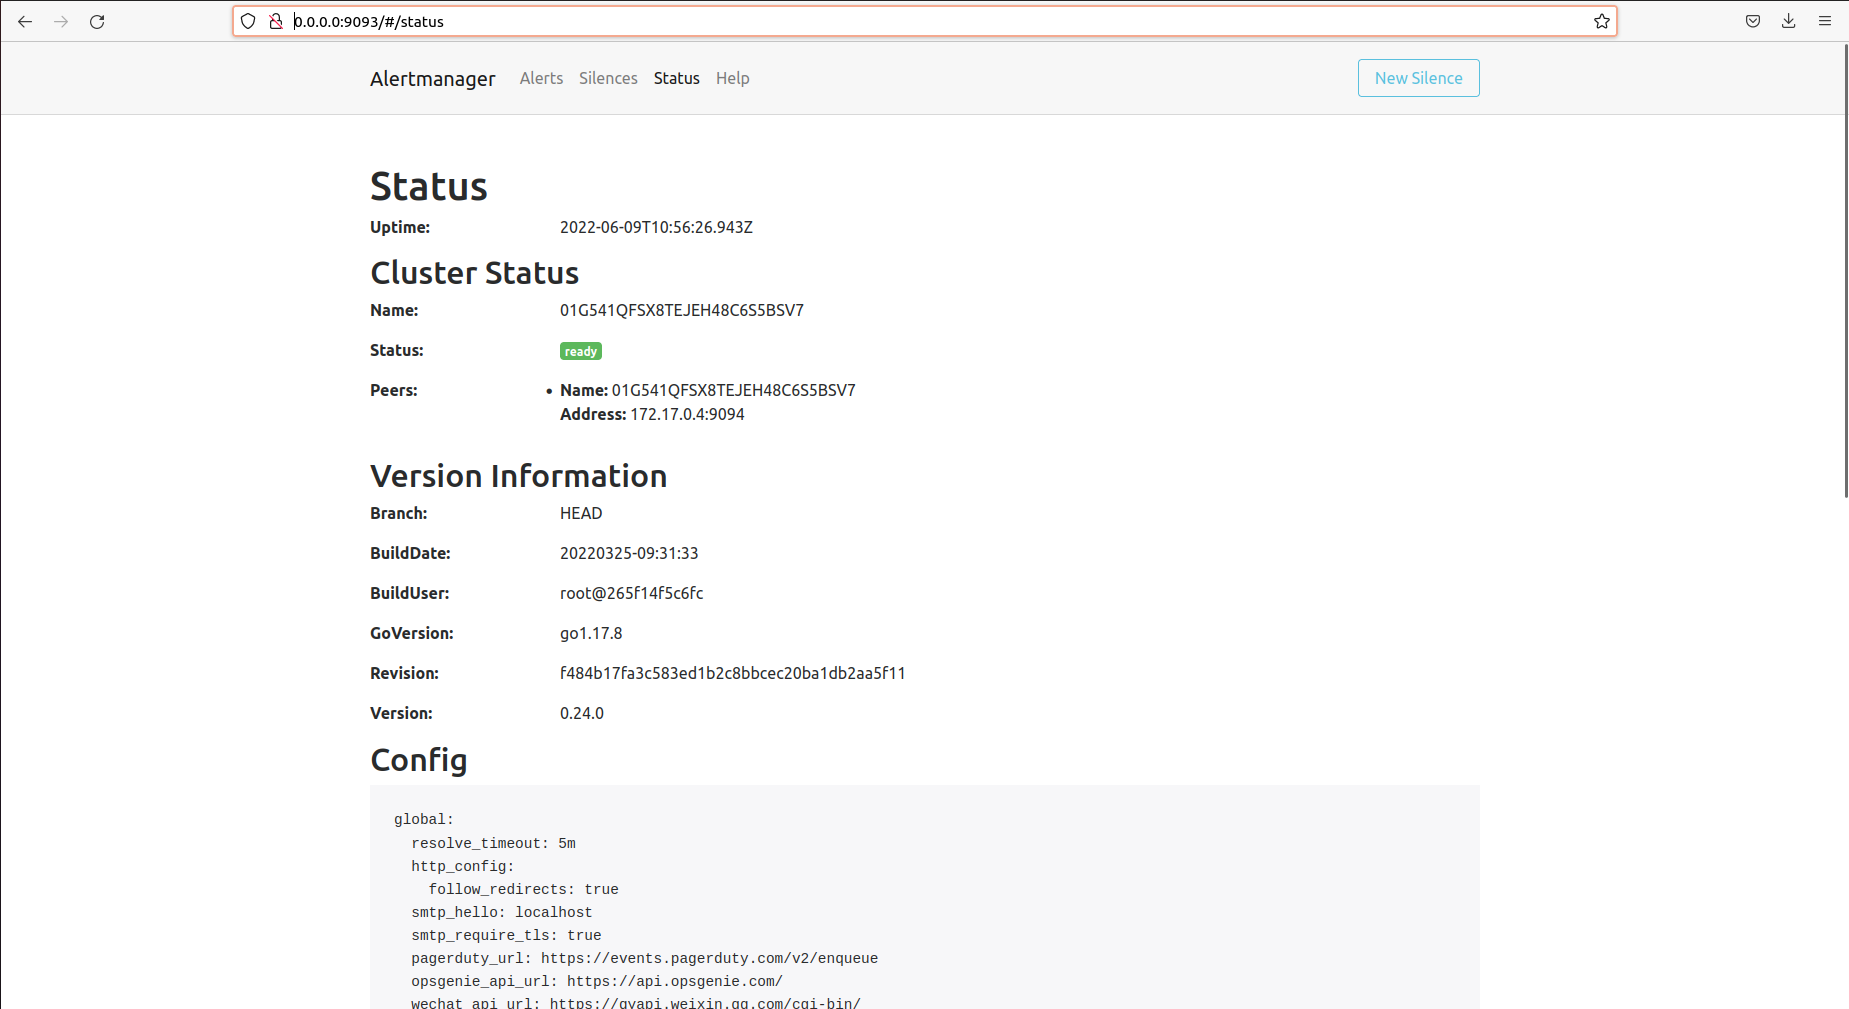 0.0.0.0:9093/#/status
Alertmanager Alerts Silences Status Help New Silence
Status
Uptime: 2022-06-09T10:56:26.943Z
Cluster Status
Name: 01G541QFSX8TEJEH48C6S5BSV7
Status: ready
Peers: • Name: 01G541QFSX8TEJEH48C6S5BSV7
Address: 172.17.0.4:9094
Version Information
Branch: HEAD
BuildDate: 20220325-09:31:33
BuildUser: root@265f14f5c6fc
GoVersion: go1.17.8
Revision: f484b17fa3c583ed1b2c8bbcec20ba1db2aa5f11
Version: 0.24.0
Config
global:
  resolve_timeout: 5m
  http_config:
    follow_redirects: true
  smtp_hello: localhost
  smtp_require_tls: true
  pagerduty_url: https://events.pagerduty.com/v2/enqueue
  opsgenie_api_url: https://api.opsgenie.com/
  wechat_api_url: https://qyapi.weixin.qq.com/cgi-bin/